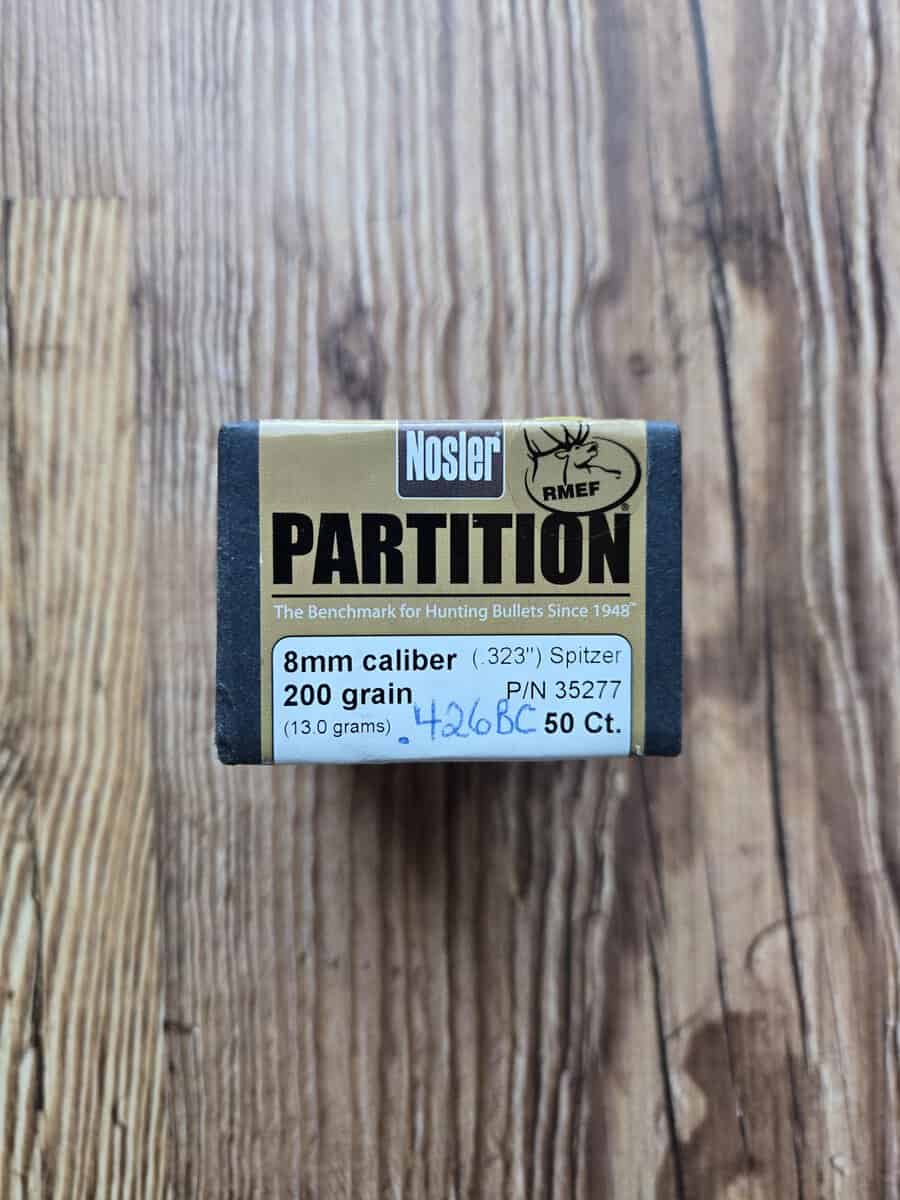 Nosler®
RMEF®
PARTITION
The Benchmark for Hunting Bullets Since 1948™
8mm caliber (.323") Spitzer
200 grain P/N 35277
(13.0 grams) .426BC 50 Ct.